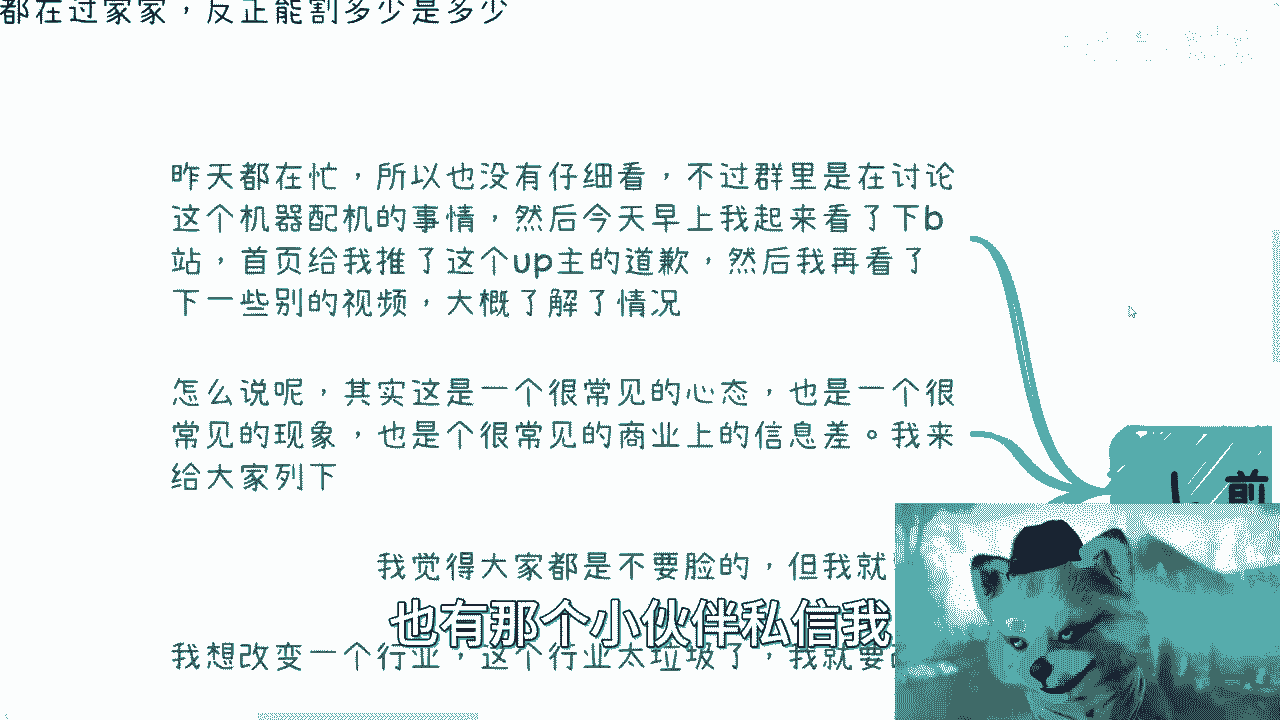 都在过家家，反正能割多少是多少
昨天都在忙，所以也没有仔细看，不过群里是在讨论
这个机器配机的事情，然后今天早上我起来看了下b
站，首页给我推了这个up主的道歉，然后我再看了
下一些别的视频，大概了解了情况
怎么说呢，其实这是一个很常见的心态，也是一个很
常见的现象，也是个很常见的商业上的信息差。我来
给大家列下
1、前
我觉得大家都是不要脸的，但我就
也有那个小伙伴私信我
我想改变一个行业，这个行业太垃圾了，我就要